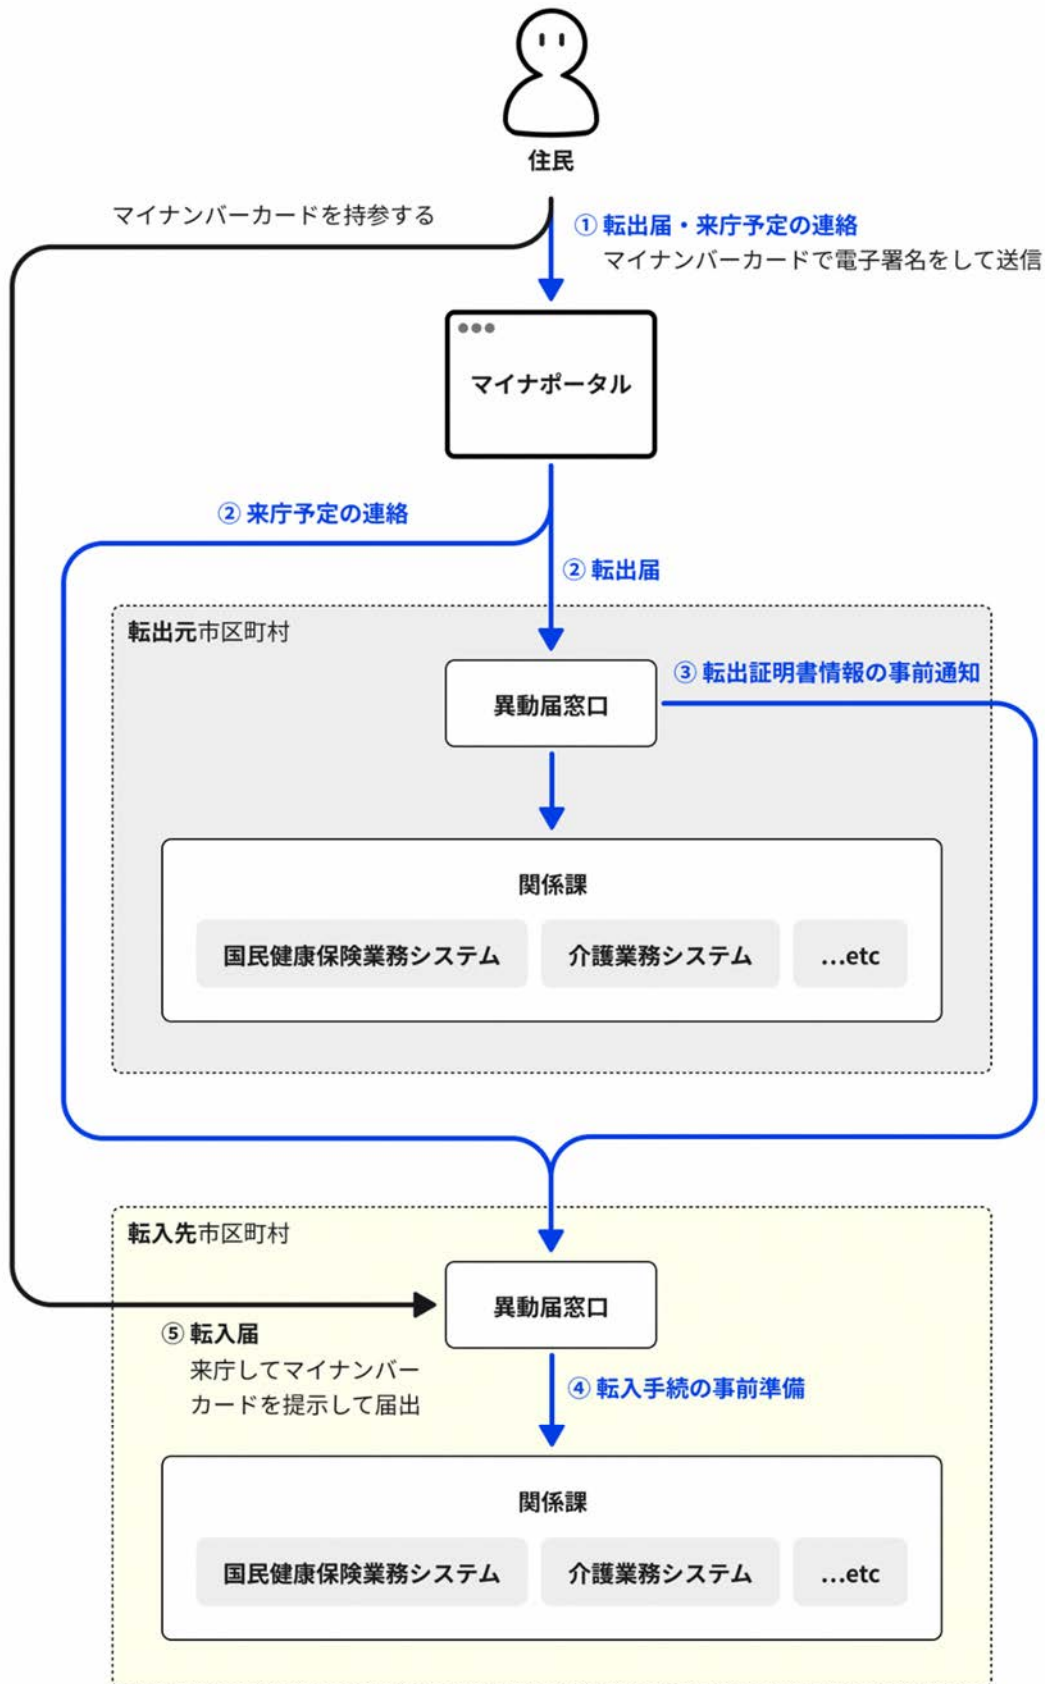 住民
マイナンバーカードを持参する
① 転出届・来庁予定の連絡
マイナンバーカードで電子署名をして送信
マイナポータル
② 来庁予定の連絡
② 転出届
転出元市区町村
異動届窓口
③ 転出証明書情報の事前通知
関係課
国民健康保険業務システム
介護業務システム
...etc
転入先市区町村
異動届窓口
⑤ 転入届
来庁してマイナンバー
カードを提示して届出
④ 転入手続の事前準備
関係課
国民健康保険業務システム
介護業務システム
...etc